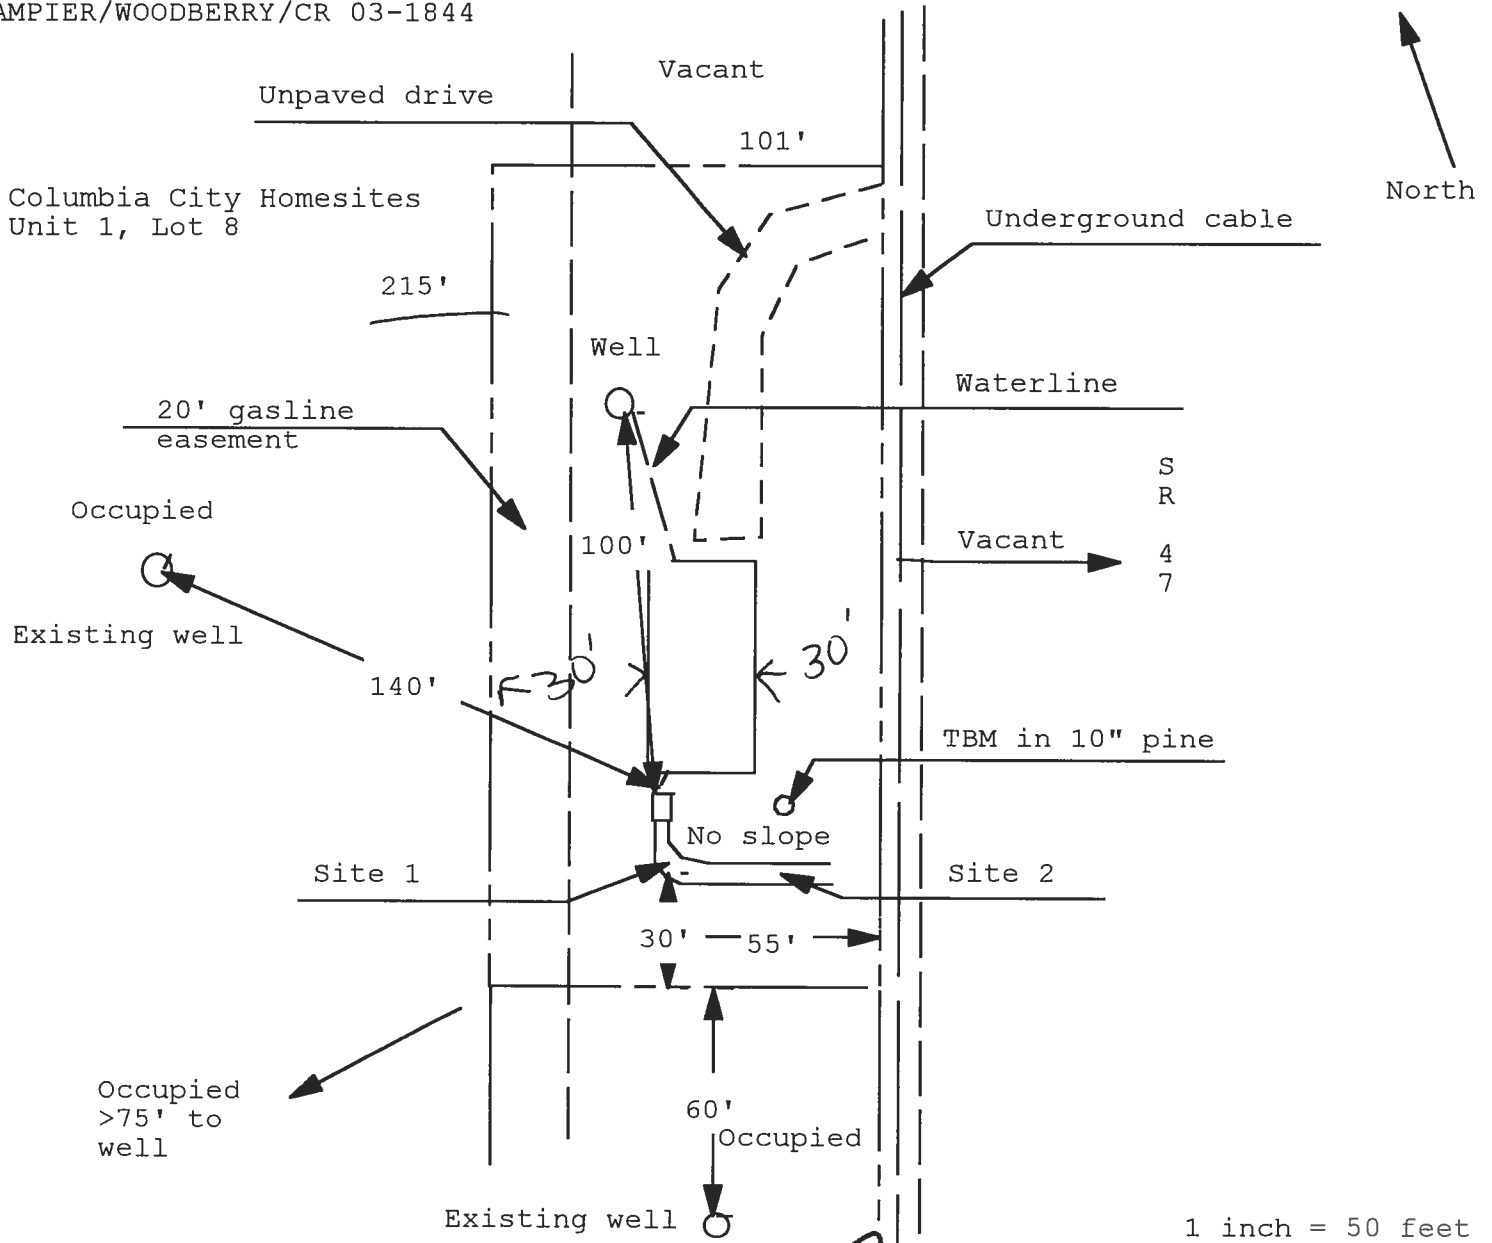 AMPIER/WOODBERRY/CR 03-1844
Vacant
Unpaved drive
101'
North
Columbia City Homesites
Unit 1, Lot 8
Underground cable
215'
Well
Waterline
20' gasline
easement
S
R
4
7
Occupied
Vacant
100'
Existing well
30'
30'
140'
TBM in 10" pine
No slope
Site 1
Site 2
30'
55'
Occupied
>75' to
well
60'
Occupied
Existing well
1 inch = 50 feet